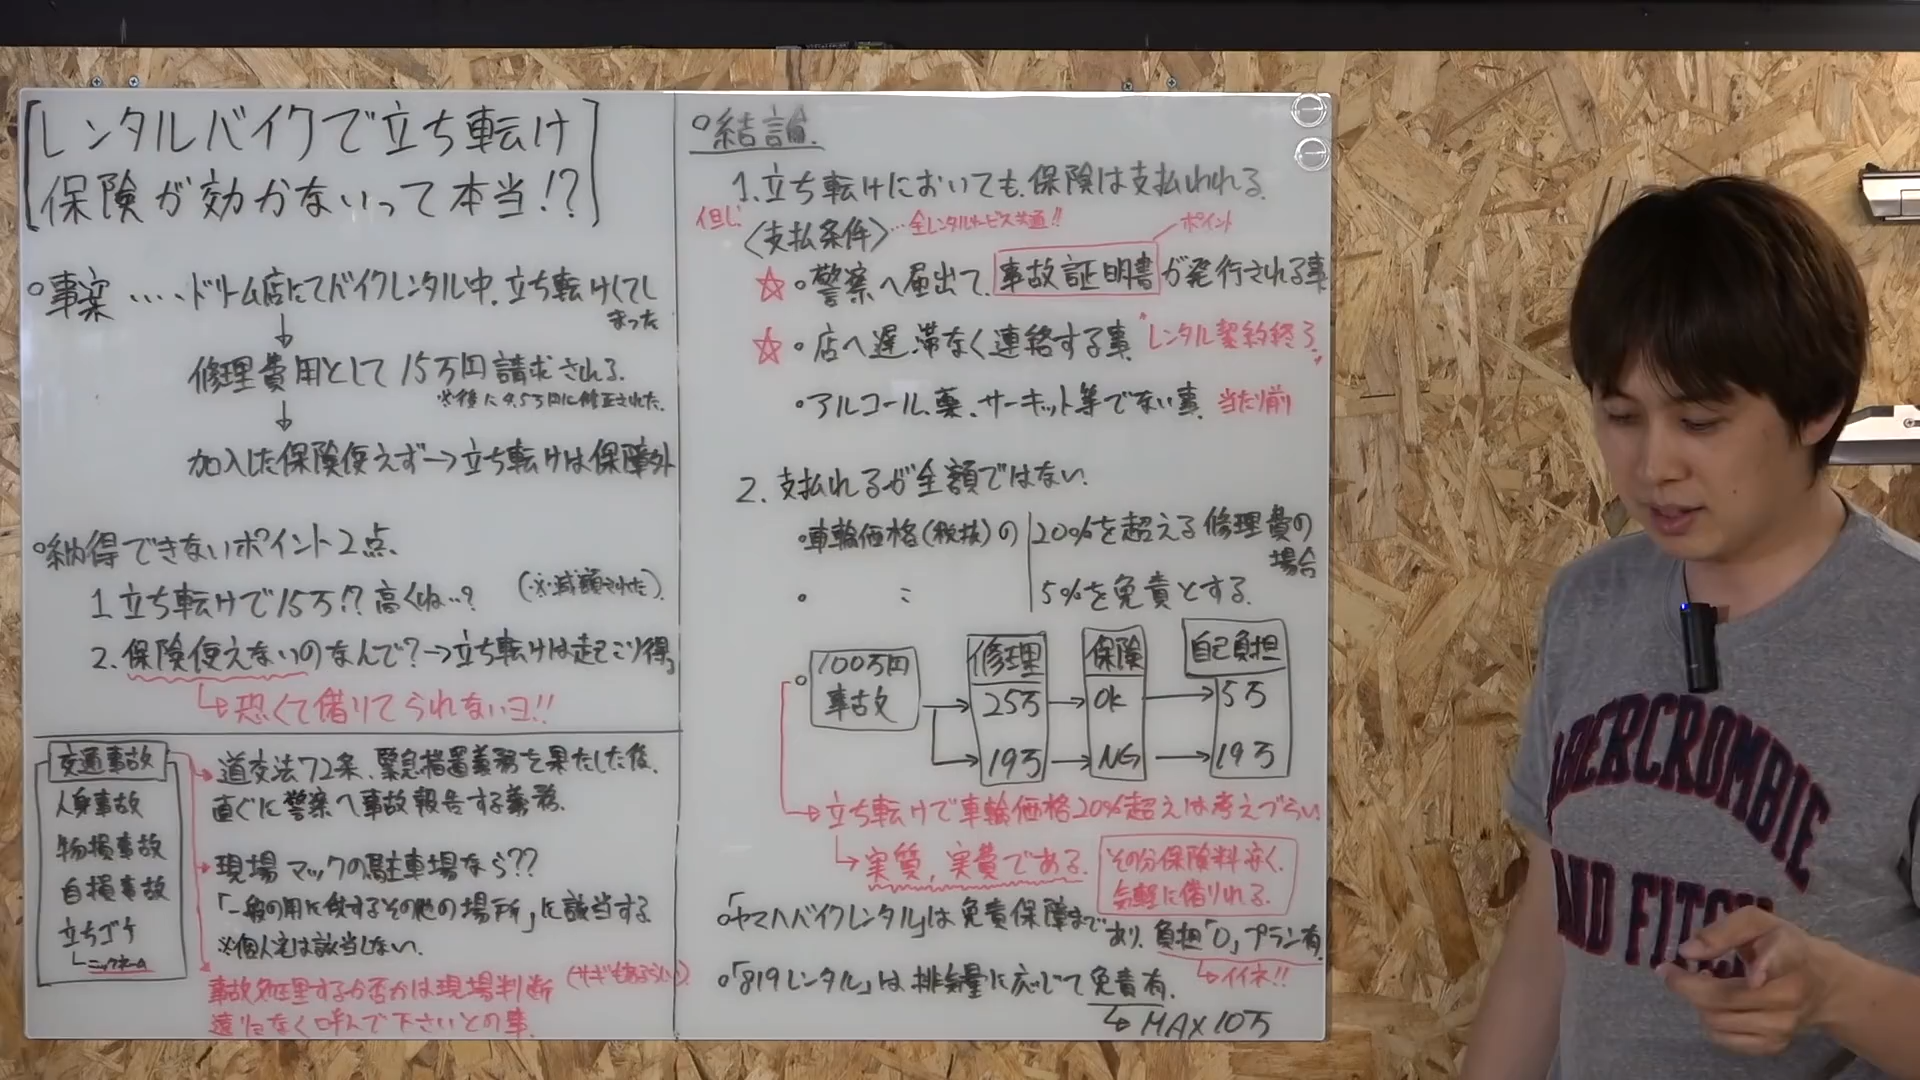 レンタルバイクで立ち転け
保険が効かないって本当!?
○事案.....ドリーム店にてバイクレンタル中、立ち転けしてし
まった
↓
修理費用として15万円請求される。
※後に9.5万円に修正された。
↓
加入した保険使えず→立ち転けは保障外
○納得できないポイント2点、
1.立ち転けで15万!?高くね..? (※減額された)
2.保険使えないのなんで?→立ち転けは起こり得る
↳恐くて借りてられないヨ!!
交通事故
人身事故
物損事故
自損事故
立ちゴケ
└ニックネーム
道交法72条、緊急措置義務を果たした後、
直ぐに警察へ事故報告する義務。
現場マックの駐車場なら??
「一般の用に供するその他の場所」に該当する
※個人宅は該当しない。
事故処理するか否かは現場判断
遠りょなく呼んで下さいとの事。
○結論.
1.立ち転けにおいても、保険は支払われる。
但し
〈支払条件〉…全レンタルサービス共通!!
ポイント
☆・警察へ届出て、事故証明書が発行される事
☆・店へ遅滞なく連絡する事、"レンタル契約終了"
・アルコール、薬、サーキット等でない事、当たり前
2.支払れるが全額ではない。
・車輪価格(税抜)の 20%を超える修理費の
場合
・ 〃 5%を免責とする。
○100万円
事故
修理 保険 自己負担
25万 → OK → 5万
19万 → NG → 19万
→立ち転けで車輪価格20%超えは考えづらい
↳実質、実費である。
その分保険料安く、
気軽に借りれる。
○「ヤマハバイクレンタル」は免責保障まで
あり、負担「0」プラン有
↳イイネ!!
○「819レンタル」は排気量に応じて免責有。
↳MAX10万
ABERCROMBIE
AND FITCH